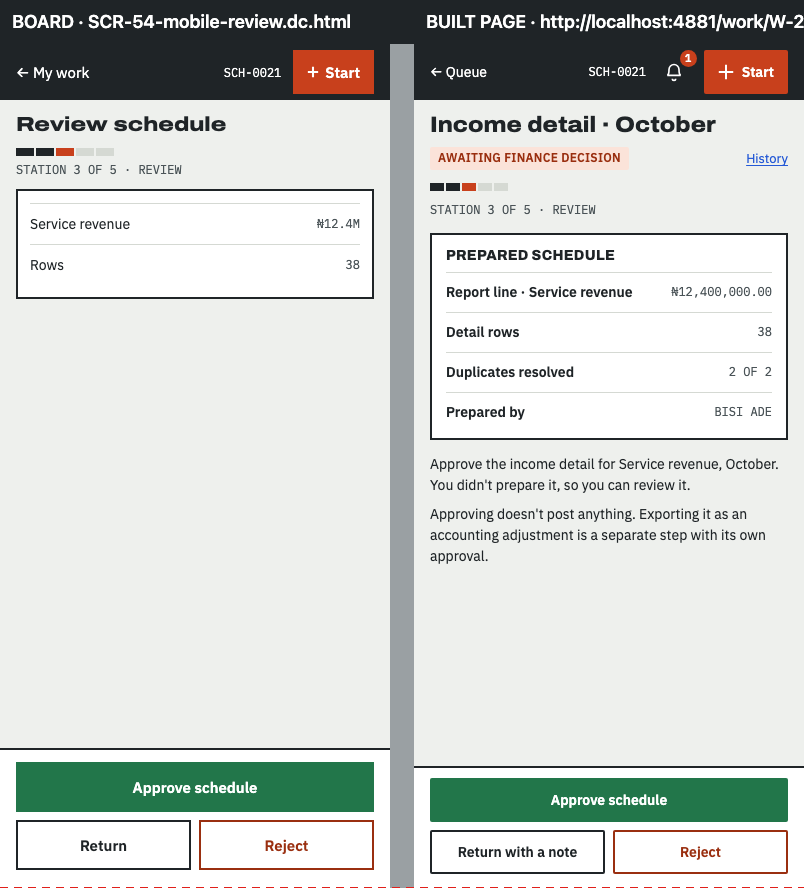 BOARD · SCR-54-mobile-review.dc.html
← My work
SCH-0021
+ Start
Review schedule
STATION 3 OF 5 · REVIEW
Service revenue
₦12.4M
Rows
38
Approve schedule
Return
Reject
BUILT PAGE · http://localhost:4881/work/W-2
← Queue
SCH-0021
1
+ Start
Income detail · October
AWAITING FINANCE DECISION
History
STATION 3 OF 5 · REVIEW
PREPARED SCHEDULE
Report line · Service revenue
₦12,400,000.00
Detail rows
38
Duplicates resolved
2 OF 2
Prepared by
BISI ADE
Approve the income detail for Service revenue, October.
You didn't prepare it, so you can review it.
Approving doesn't post anything. Exporting it as an
accounting adjustment is a separate step with its own
approval.
Approve schedule
Return with a note
Reject